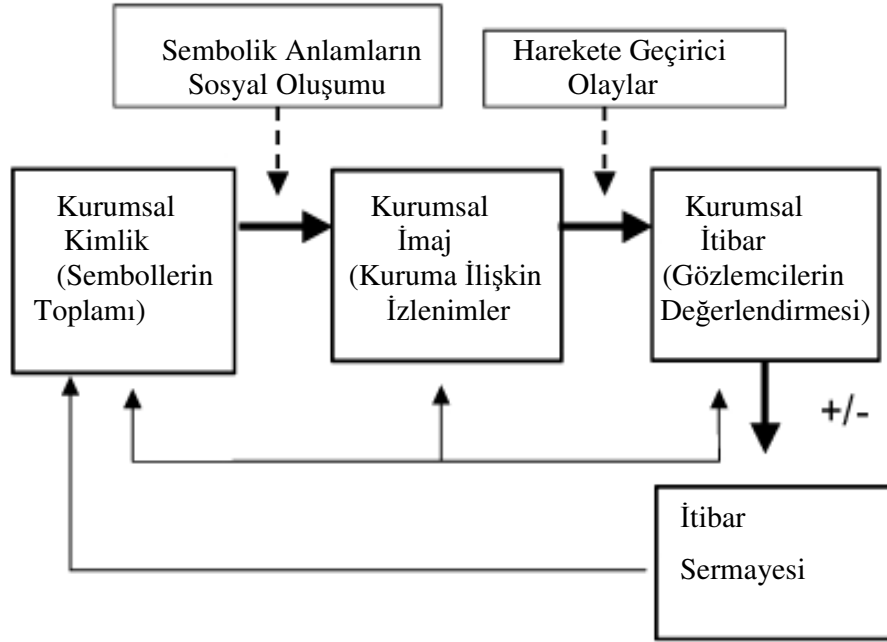 Sembolik Anlamların
Sosyal Oluşumu
Harekete Geçirici
Olaylar
Kurumsal
Kimlik
(Sembollerin
Toplamı)
Kurumsal
İmaj
(Kuruma İlişkin
İzlenimler
Kurumsal
İtibar
(Gözlemcilerin
Değerlendirmesi)
+/-
İtibar
Sermayesi